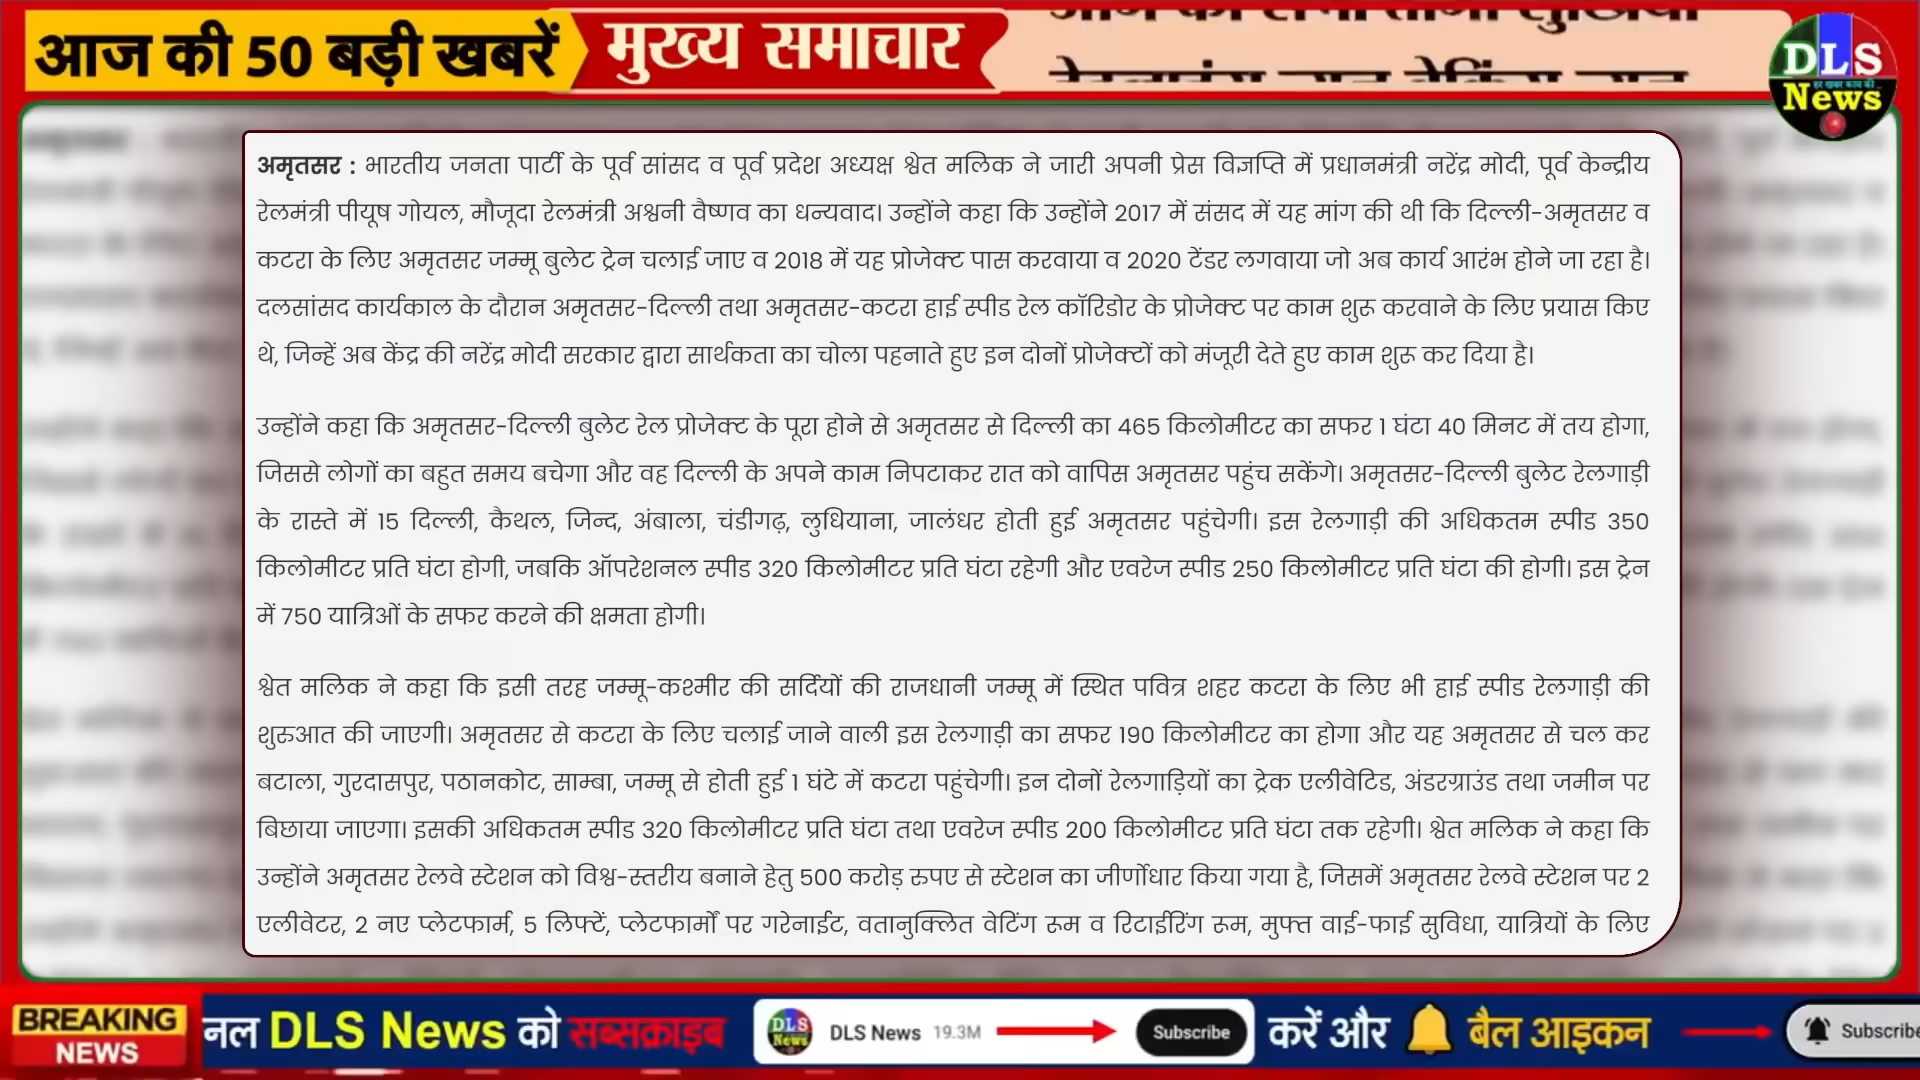 आज की 50 बड़ी खबरें
मुख्य समाचार
DLS
News
अमृतसर : भारतीय जनता पार्टी के पूर्व सांसद व पूर्व प्रदेश अध्यक्ष श्वेत मलिक ने जारी अपनी प्रेस विज्ञप्ति में प्रधानमंत्री नरेंद्र मोदी, पूर्व केन्द्रीय
रेलमंत्री पीयूष गोयल, मौजूदा रेलमंत्री अश्वनी वैष्णव का धन्यवाद। उन्होंने कहा कि उन्होंने 2017 में संसद में यह मांग की थी कि दिल्ली-अमृतसर व
कटरा के लिए अमृतसर जम्मू बुलेट ट्रेन चलाई जाए व 2018 में यह प्रोजेक्ट पास करवाया व 2020 टेंडर लगवाया जो अब कार्य आरंभ होने जा रहा है।
दलसांसद कार्यकाल के दौरान अमृतसर-दिल्ली तथा अमृतसर-कटरा हाई स्पीड रेल कॉरिडोर के प्रोजेक्ट पर काम शुरू करवाने के लिए प्रयास किए
थे, जिन्हें अब केंद्र की नरेंद्र मोदी सरकार द्वारा सार्थकता का चोला पहनाते हुए इन दोनों प्रोजेक्टों को मंजूरी देते हुए काम शुरू कर दिया है।
उन्होंने कहा कि अमृतसर-दिल्ली बुलेट रेल प्रोजेक्ट के पूरा होने से अमृतसर से दिल्ली का 465 किलोमीटर का सफर 1 घंटा 40 मिनट में तय होगा,
जिससे लोगों का बहुत समय बचेगा और वह दिल्ली के अपने काम निपटाकर रात को वापिस अमृतसर पहुंच सकेंगे। अमृतसर-दिल्ली बुलेट रेलगाड़ी
के रास्ते में 15 दिल्ली, कैथल, जिन्द, अंबाला, चंडीगढ़, लुधियाना, जालंधर होती हुई अमृतसर पहुंचेगी। इस रेलगाड़ी की अधिकतम स्पीड 350
किलोमीटर प्रति घंटा होगी, जबकि ऑपरेशनल स्पीड 320 किलोमीटर प्रति घंटा रहेगी और एवरेज स्पीड 250 किलोमीटर प्रति घंटा की होगी। इस ट्रेन
में 750 यात्रिओं के सफर करने की क्षमता होगी।
श्वेत मलिक ने कहा कि इसी तरह जम्मू-कश्मीर की सर्दियों की राजधानी जम्मू में स्थित पवित्र शहर कटरा के लिए भी हाई स्पीड रेलगाड़ी की
शुरुआत की जाएगी। अमृतसर से कटरा के लिए चलाई जाने वाली इस रेलगाड़ी का सफर 190 किलोमीटर का होगा और यह अमृतसर से चल कर
बटाला, गुरदासपुर, पठानकोट, साम्बा, जम्मू से होती हुई 1 घंटे में कटरा पहुंचेगी। इन दोनों रेलगाड़ियों का ट्रेक एलीवेटिड, अंडरग्राउंड तथा जमीन पर
बिछाया जाएगा। इसकी अधिकतम स्पीड 320 किलोमीटर प्रति घंटा तथा एवरेज स्पीड 200 किलोमीटर प्रति घंटा तक रहेगी। श्वेत मलिक ने कहा कि
उन्होंने अमृतसर रेलवे स्टेशन को विश्व-स्तरीय बनाने हेतु 500 करोड़ रुपए से स्टेशन का जीर्णोधार किया गया है, जिसमें अमृतसर रेलवे स्टेशन पर 2
एलीवेटर, 2 नए प्लेटफार्म, 5 लिफ्टें, प्लेटफार्मों पर गरेनाईट, वतानुक्लित वेटिंग रूम व रिटाईरिंग रूम, मुफ्त वाई-फाई सुविधा, यात्रियों के लिए
BREAKING
NEWS
नल DLS News को सब्सक्राइब
DLS News 19.3M
Subscribe
करें और
बैल आइकन
Subscribe